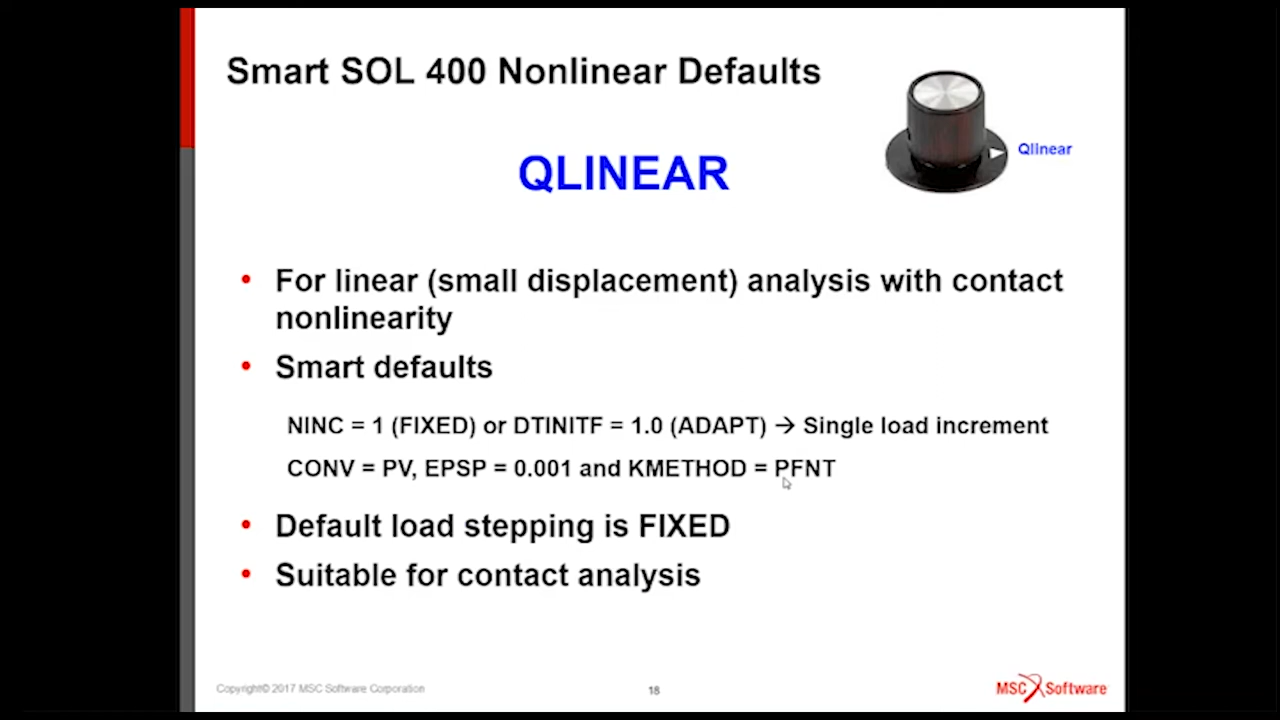 Smart SOL 400 Nonlinear Defaults
Qlinear
QLINEAR
• For linear (small displacement) analysis with contact
nonlinearity
• Smart defaults
NINC = 1 (FIXED) or DTINITF = 1.0 (ADAPT) → Single load increment
CONV = PV, EPSP = 0.001 and KMETHOD = PFNT
• Default load stepping is FIXED
• Suitable for contact analysis
Copyright© 2017 MSC Software Corporation
18
MSC Software